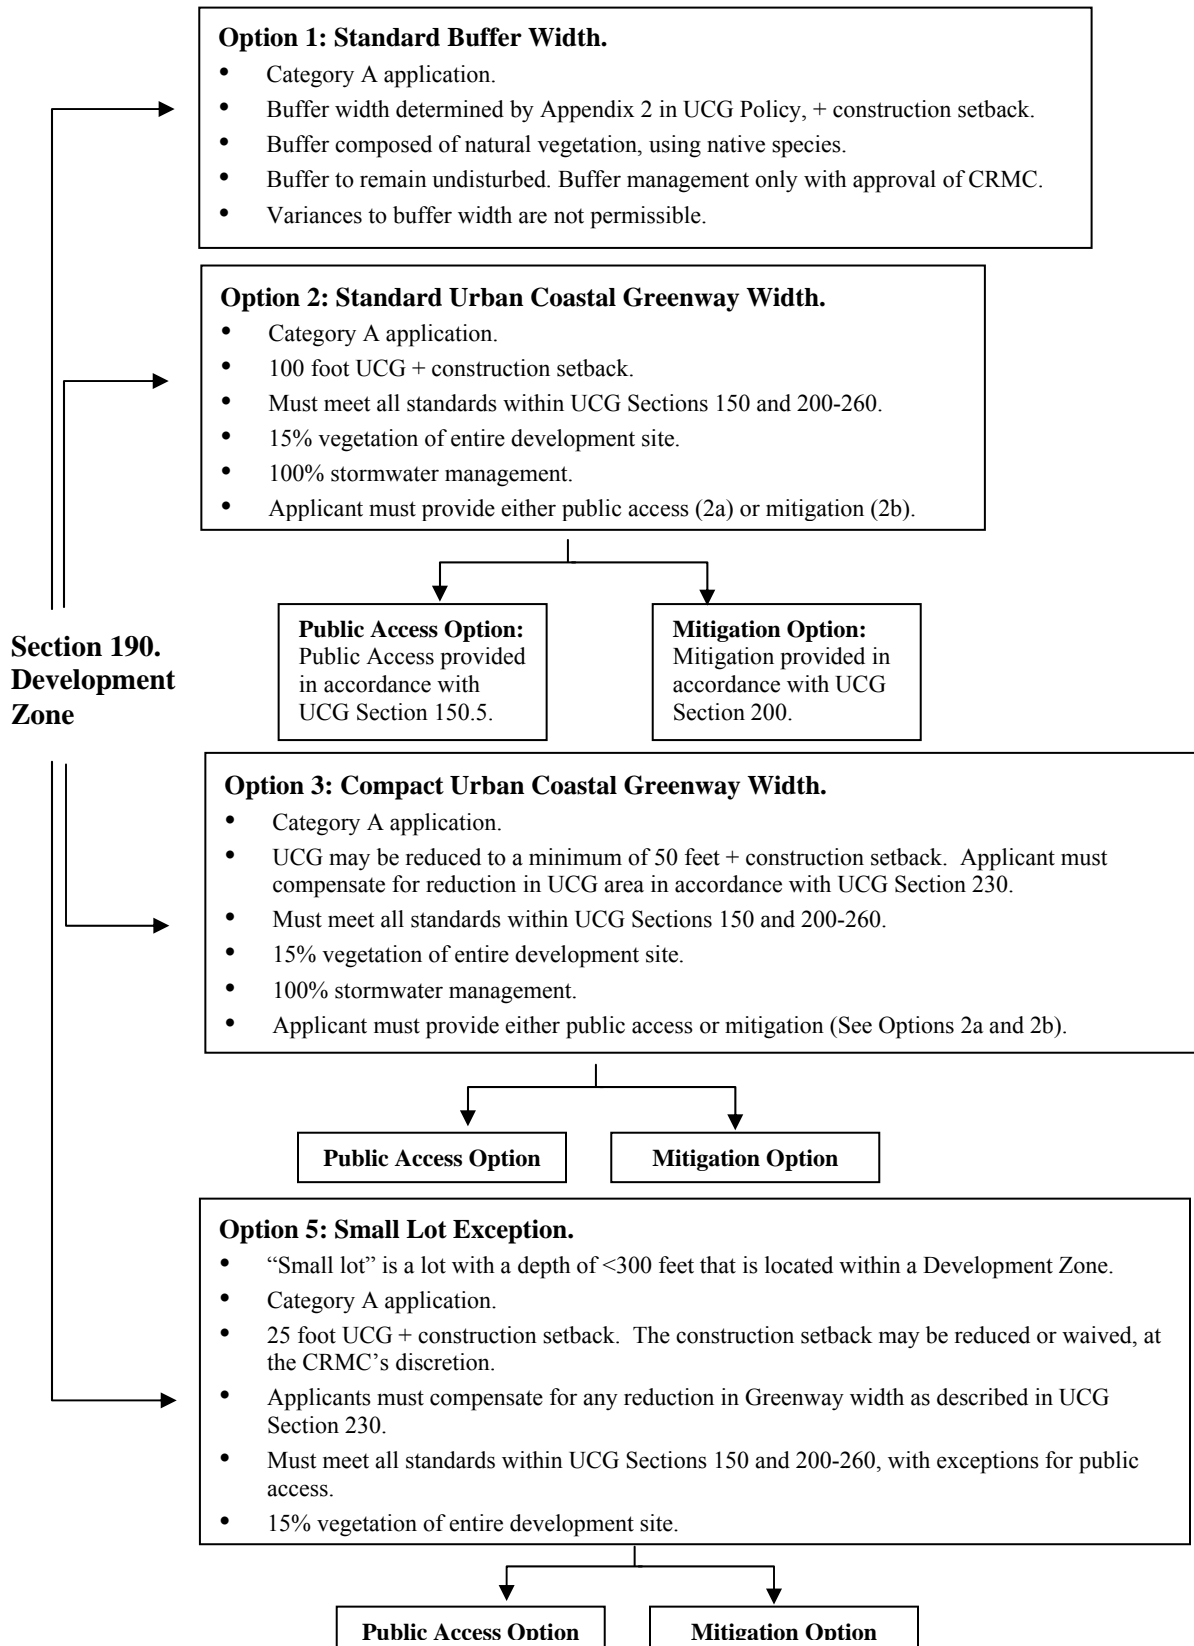 Option 1: Standard Buffer Width.
• Category A application.
• Buffer width determined by Appendix 2 in UCG Policy, + construction setback.
• Buffer composed of natural vegetation, using native species.
• Buffer to remain undisturbed. Buffer management only with approval of CRMC.
• Variances to buffer width are not permissible.
Option 2: Standard Urban Coastal Greenway Width.
• Category A application.
• 100 foot UCG + construction setback.
• Must meet all standards within UCG Sections 150 and 200-260.
• 15% vegetation of entire development site.
• 100% stormwater management.
• Applicant must provide either public access (2a) or mitigation (2b).
Section 190.
Development
Zone
Public Access Option:
Public Access provided
in accordance with
UCG Section 150.5.
Mitigation Option:
Mitigation provided in
accordance with UCG
Section 200.
Option 3: Compact Urban Coastal Greenway Width.
• Category A application.
• UCG may be reduced to a minimum of 50 feet + construction setback.  Applicant must
compensate for reduction in UCG area in accordance with UCG Section 230.
• Must meet all standards within UCG Sections 150 and 200-260.
• 15% vegetation of entire development site.
• 100% stormwater management.
• Applicant must provide either public access or mitigation (See Options 2a and 2b).
Public Access Option
Mitigation Option
Option 5: Small Lot Exception.
• “Small lot” is a lot with a depth of <300 feet that is located within a Development Zone.
• Category A application.
• 25 foot UCG + construction setback.  The construction setback may be reduced or waived, at
the CRMC’s discretion.
• Applicants must compensate for any reduction in Greenway width as described in UCG
Section 230.
• Must meet all standards within UCG Sections 150 and 200-260, with exceptions for public
access.
• 15% vegetation of entire development site.
Public Access Option
Mitigation Option